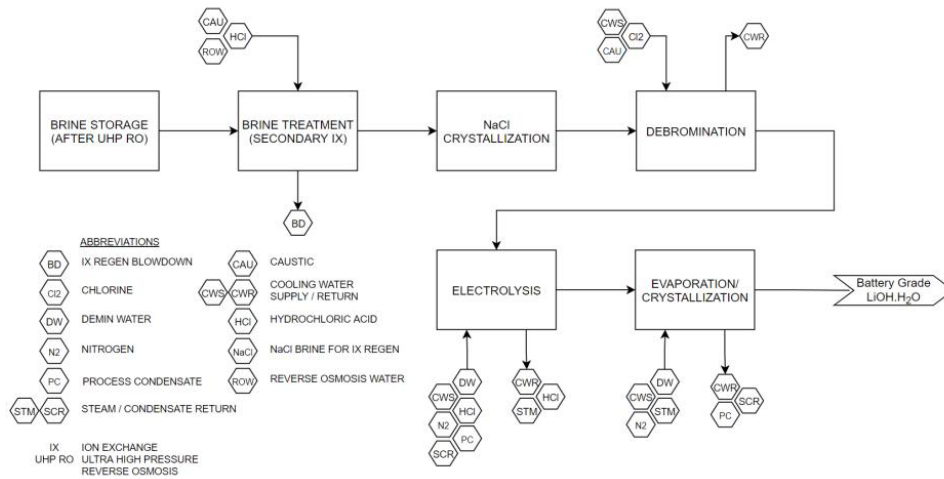 CAU
HCl
ROW
CWS
Cl2
CAU
CWR
BRINE STORAGE
(AFTER UHP RO)
BRINE TREATMENT
(SECONDARY IX)
NaCl
CRYSTALLIZATION
DEBROMINATION
BD
ABBREVIATIONS
BD IX REGEN BLOWDOWN
Cl2 CHLORINE
DW DEMIN WATER
N2 NITROGEN
PC PROCESS CONDENSATE
STM SCR STEAM / CONDENSATE RETURN
IX ION EXCHANGE
UHP RO ULTRA HIGH PRESSURE
REVERSE OSMOSIS
CAU CAUSTIC
CWS CWR COOLING WATER
SUPPLY / RETURN
HCl HYDROCHLORIC ACID
NaCl NaCl BRINE FOR IX REGEN
ROW REVERSE OSMOSIS WATER
ELECTROLYSIS
EVAPORATION/
CRYSTALLIZATION
Battery Grade
LiOH.H2O
DW
CWS
HCl
N2
PC
SCR
CWR
HCl
STM
DW
CWS
STM
N2
CWR
SCR
PC